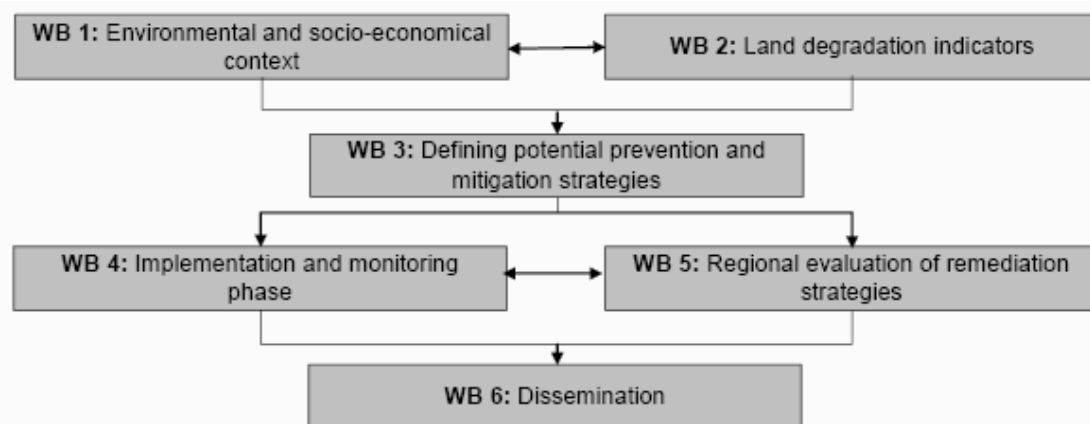 WB 1: Environmental and socio-economical
context
WB 2: Land degradation indicators
WB 3: Defining potential prevention and
mitigation strategies
WB 4: Implementation and monitoring
phase
WB 5: Regional evaluation of remediation
strategies
WB 6: Dissemination